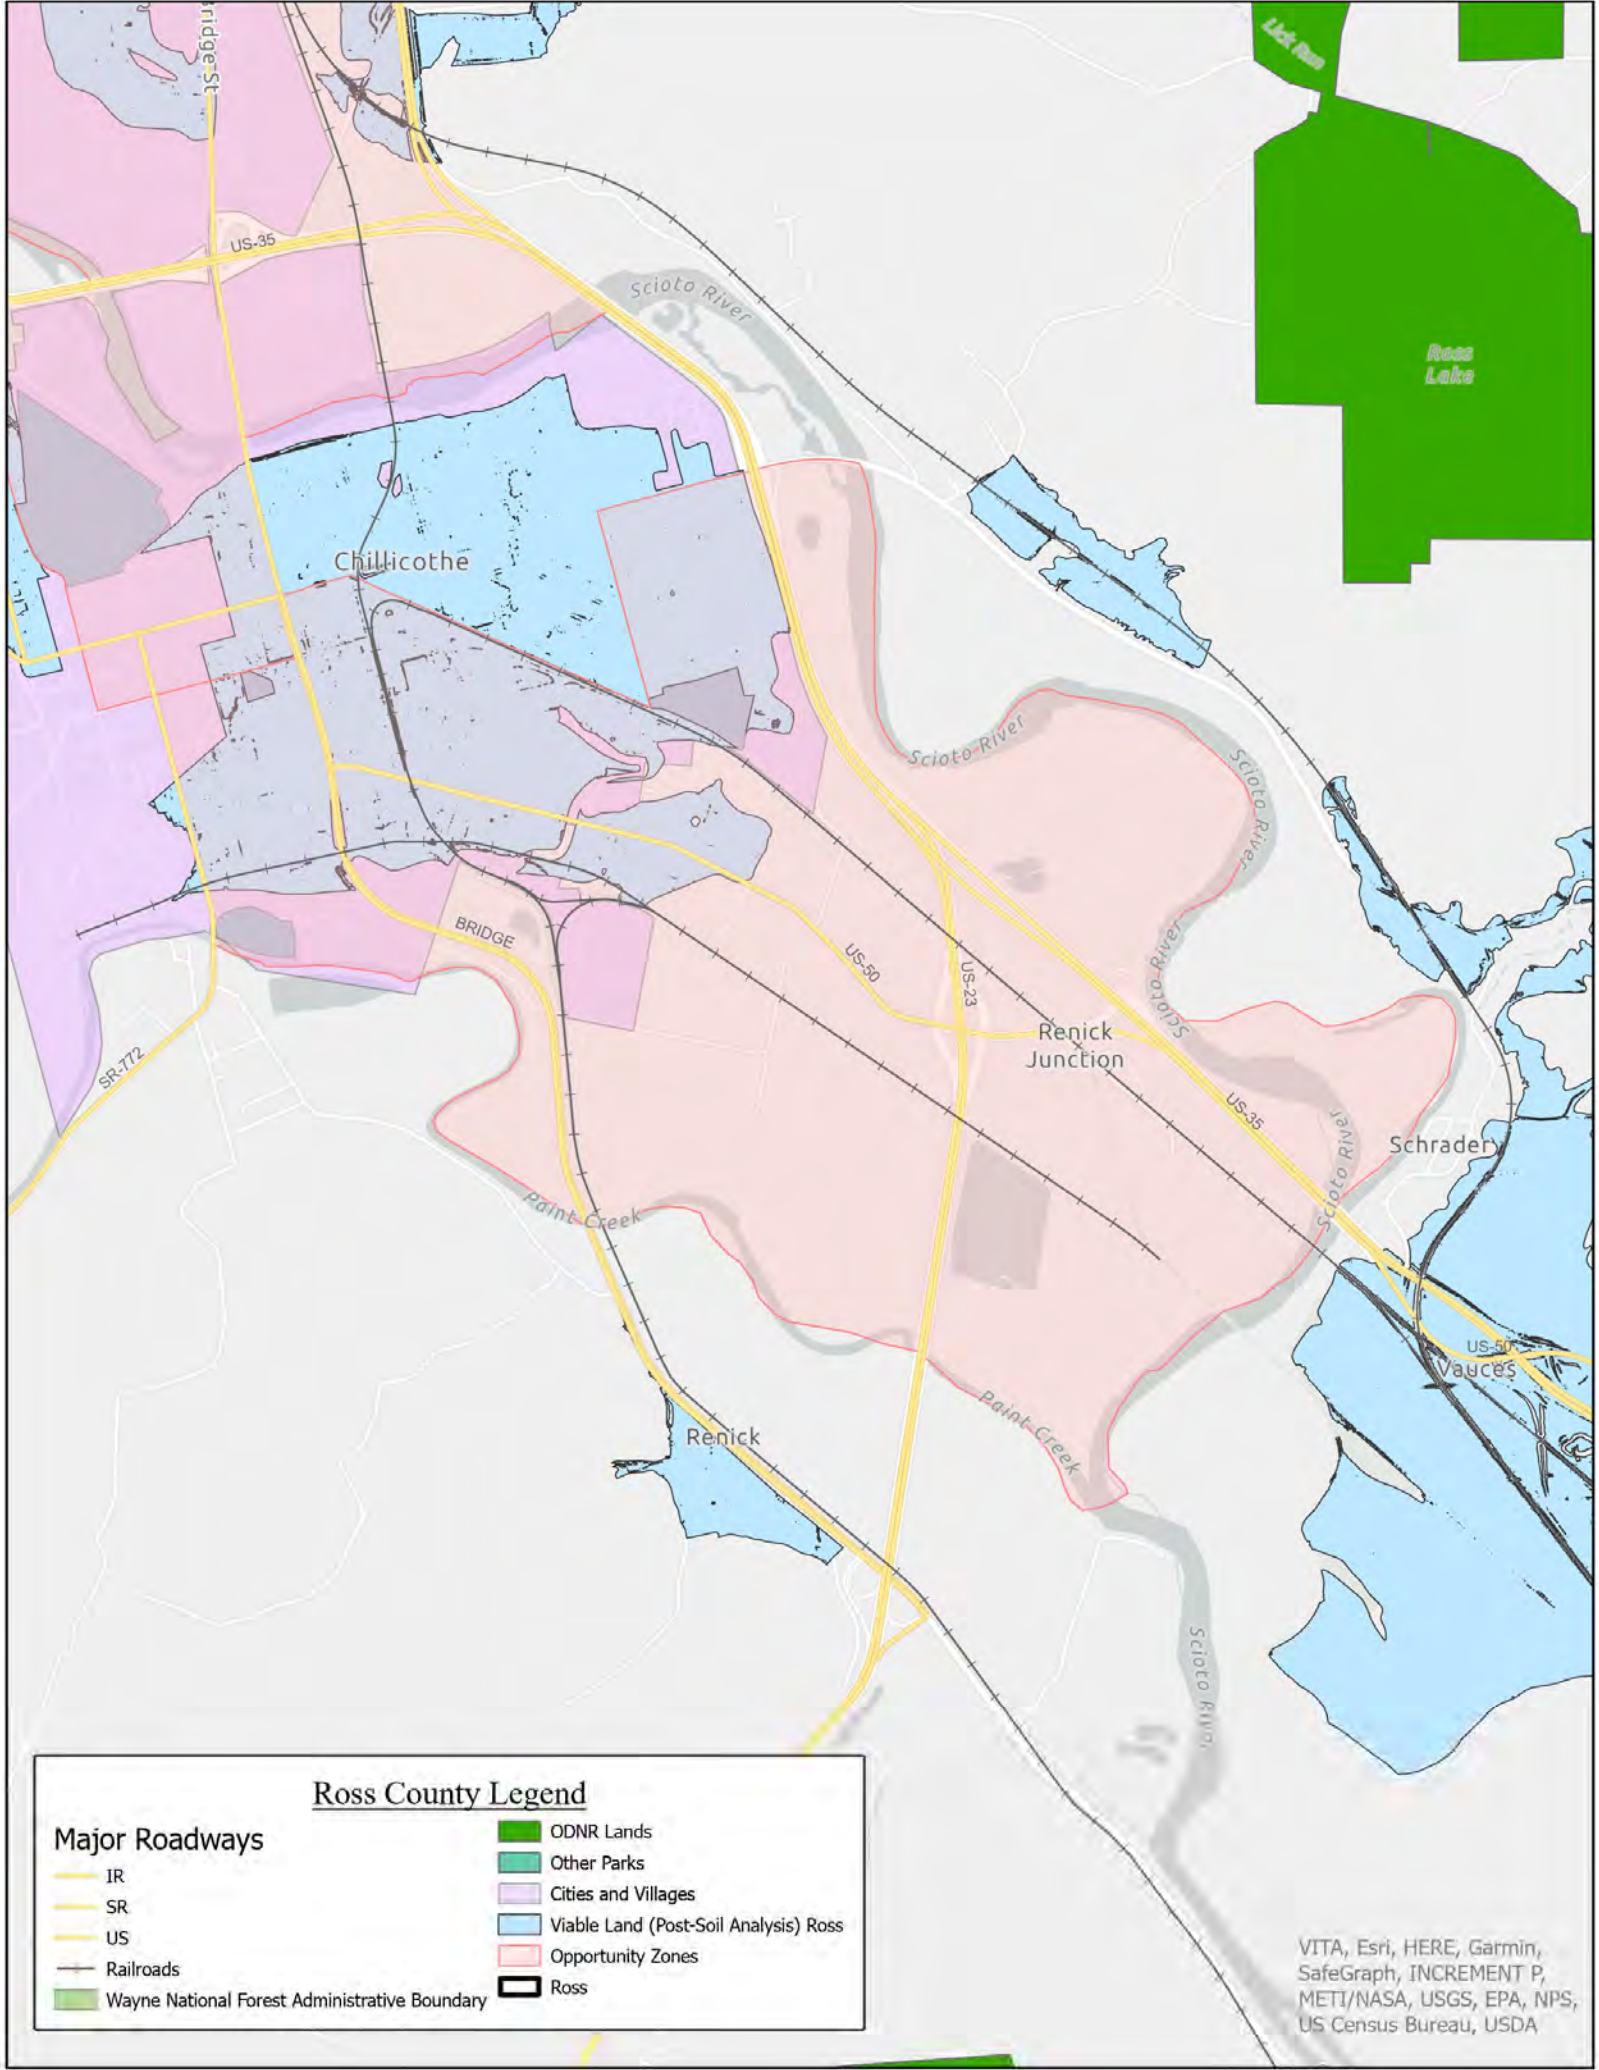 Bridge St
Lick Run
US-35
Scioto River
Ross
Lake
Chillicothe
Scioto River
Scioto River
BRIDGE
US-50
US-23
Scioto River
Renick
Junction
SR-772
US-35
Scioto River
Schrader
Paint Creek
US-50
Vauces
Paint Creek
Renick
Scioto River
Ross County Legend
Major Roadways
IR
SR
US
Railroads
Wayne National Forest Administrative Boundary
ODNR Lands
Other Parks
Cities and Villages
Viable Land (Post-Soil Analysis) Ross
Opportunity Zones
Ross
VITA, Esri, HERE, Garmin,
SafeGraph, INCREMENT P,
METI/NASA, USGS, EPA, NPS,
US Census Bureau, USDA